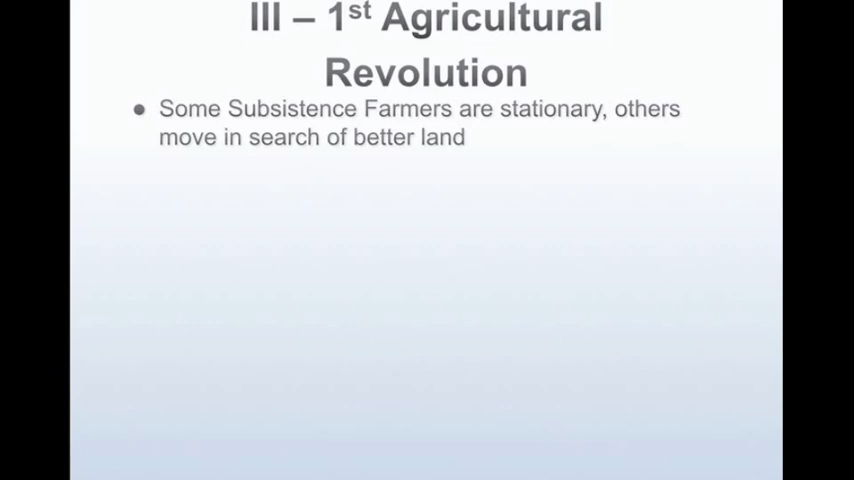 III – 1st Agricultural
Revolution
● Some Subsistence Farmers are stationary, others
move in search of better land